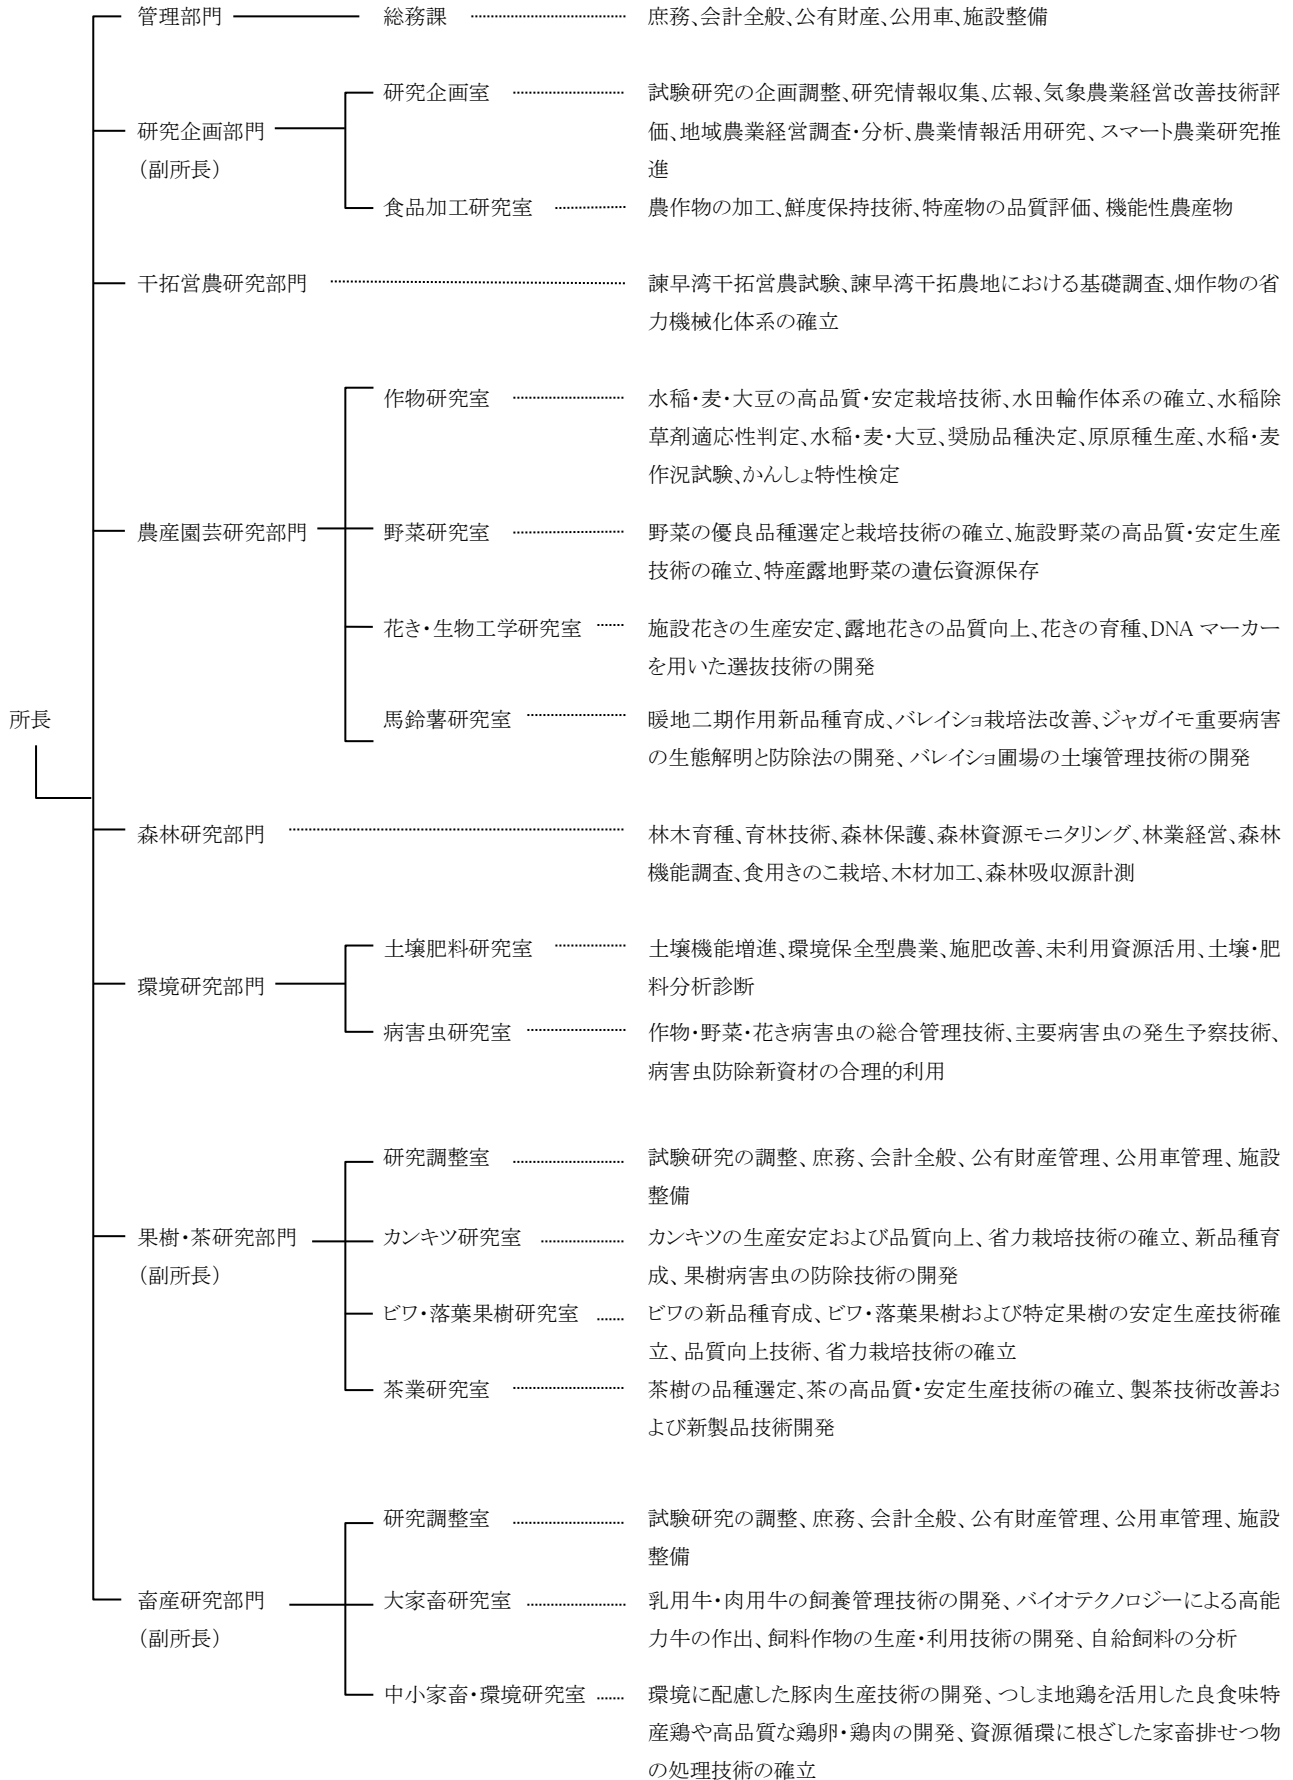 管理部門 総務課 庶務、会計全般、公有財産、公用車、施設整備
研究企画室 試験研究の企画調整、研究情報収集、広報、気象農業経営改善技術評
研究企画部門 価、地域農業経営調査・分析、農業情報活用研究、スマート農業研究推
（副所長） 進
食品加工研究室 農作物の加工、鮮度保持技術、特産物の品質評価、機能性農産物
干拓営農研究部門 諫早湾干拓営農試験、諫早湾干拓農地における基礎調査、畑作物の省
力機械化体系の確立
作物研究室 水稲・麦・大豆の高品質・安定栽培技術、水田輪作体系の確立、水稲除
草剤適応性判定、水稲・麦・大豆、奨励品種決定、原原種生産、水稲・麦
作況試験、かんしょ特性検定
農産園芸研究部門 野菜研究室 野菜の優良品種選定と栽培技術の確立、施設野菜の高品質・安定生産
技術の確立、特産露地野菜の遺伝資源保存
花き・生物工学研究室 施設花きの生産安定、露地花きの品質向上、花きの育種、DNA マーカー
を用いた選抜技術の開発
所長 馬鈴薯研究室 暖地二期作用新品種育成、バレイショ栽培法改善、ジャガイモ重要病害
の生態解明と防除法の開発、バレイショ圃場の土壌管理技術の開発
森林研究部門 林木育種、育林技術、森林保護、森林資源モニタリング、林業経営、森林
機能調査、食用きのこ栽培、木材加工、森林吸収源計測
土壌肥料研究室 土壌機能増進、環境保全型農業、施肥改善、未利用資源活用、土壌・肥
環境研究部門 料分析診断
病害虫研究室 作物・野菜・花き病害虫の総合管理技術、主要病害虫の発生予察技術、
病害虫防除新資材の合理的利用
研究調整室 試験研究の調整、庶務、会計全般、公有財産管理、公用車管理、施設
整備
果樹・茶研究部門 カンキツ研究室 カンキツの生産安定および品質向上、省力栽培技術の確立、新品種育
（副所長） 成、果樹病害虫の防除技術の開発
ビワ・落葉果樹研究室 ビワの新品種育成、ビワ・落葉果樹および特定果樹の安定生産技術確
立、品質向上技術、省力栽培技術の確立
茶業研究室 茶樹の品種選定、茶の高品質・安定生産技術の確立、製茶技術改善お
よび新製品技術開発
研究調整室 試験研究の調整、庶務、会計全般、公有財産管理、公用車管理、施設
整備
畜産研究部門 大家畜研究室 乳用牛・肉用牛の飼養管理技術の開発、バイオテクノロジーによる高能
（副所長） 力牛の作出、飼料作物の生産・利用技術の開発、自給飼料の分析
中小家畜・環境研究室 環境に配慮した豚肉生産技術の開発、つしま地鶏を活用した良食味特
産鶏や高品質な鶏卵・鶏肉の開発、資源循環に根ざした家畜排せつ物
の処理技術の確立